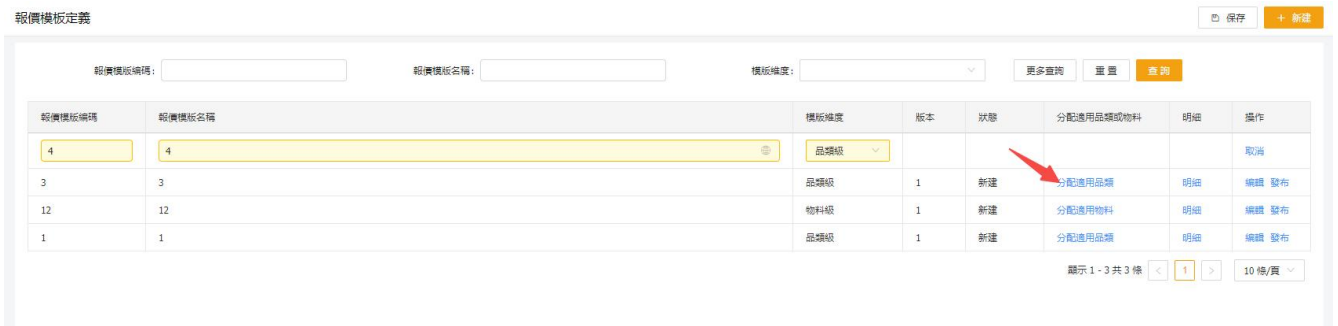 報價模板定義
保存
+ 新建
報價模版編碼:
報價模版名稱:
模版維度:
更多查詢
重置
查詢
報價模版編碼 報價模版名稱 模版維度 版本 狀態 分配適用品類或物料 明細 操作
4 4 品類級 取消
3 3 品類級 1 新建 分配適用品類 明細 編輯 發布
12 12 物料級 1 新建 分配適用物料 明細 編輯 發布
1 1 品類級 1 新建 分配適用品類 明細 編輯 發布
顯示 1 - 3 共 3 條 < 1 > 10 條/頁